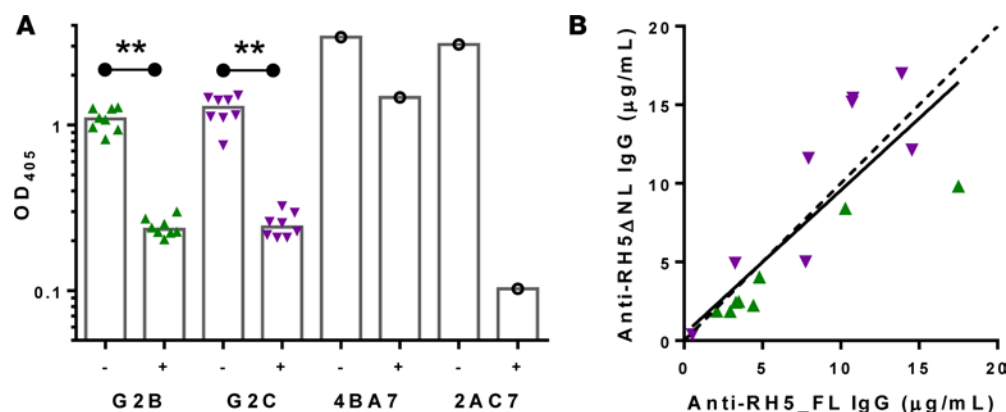 A
B
** **
OD405
1
0.1
- + - + - + - +
G2B G2C 4BA7 2AC7
Anti-RH5ΔNL IgG (μg/mL)
20
15
10
5
0
0 5 10 15 20
Anti-RH5_FL IgG (μg/mL)